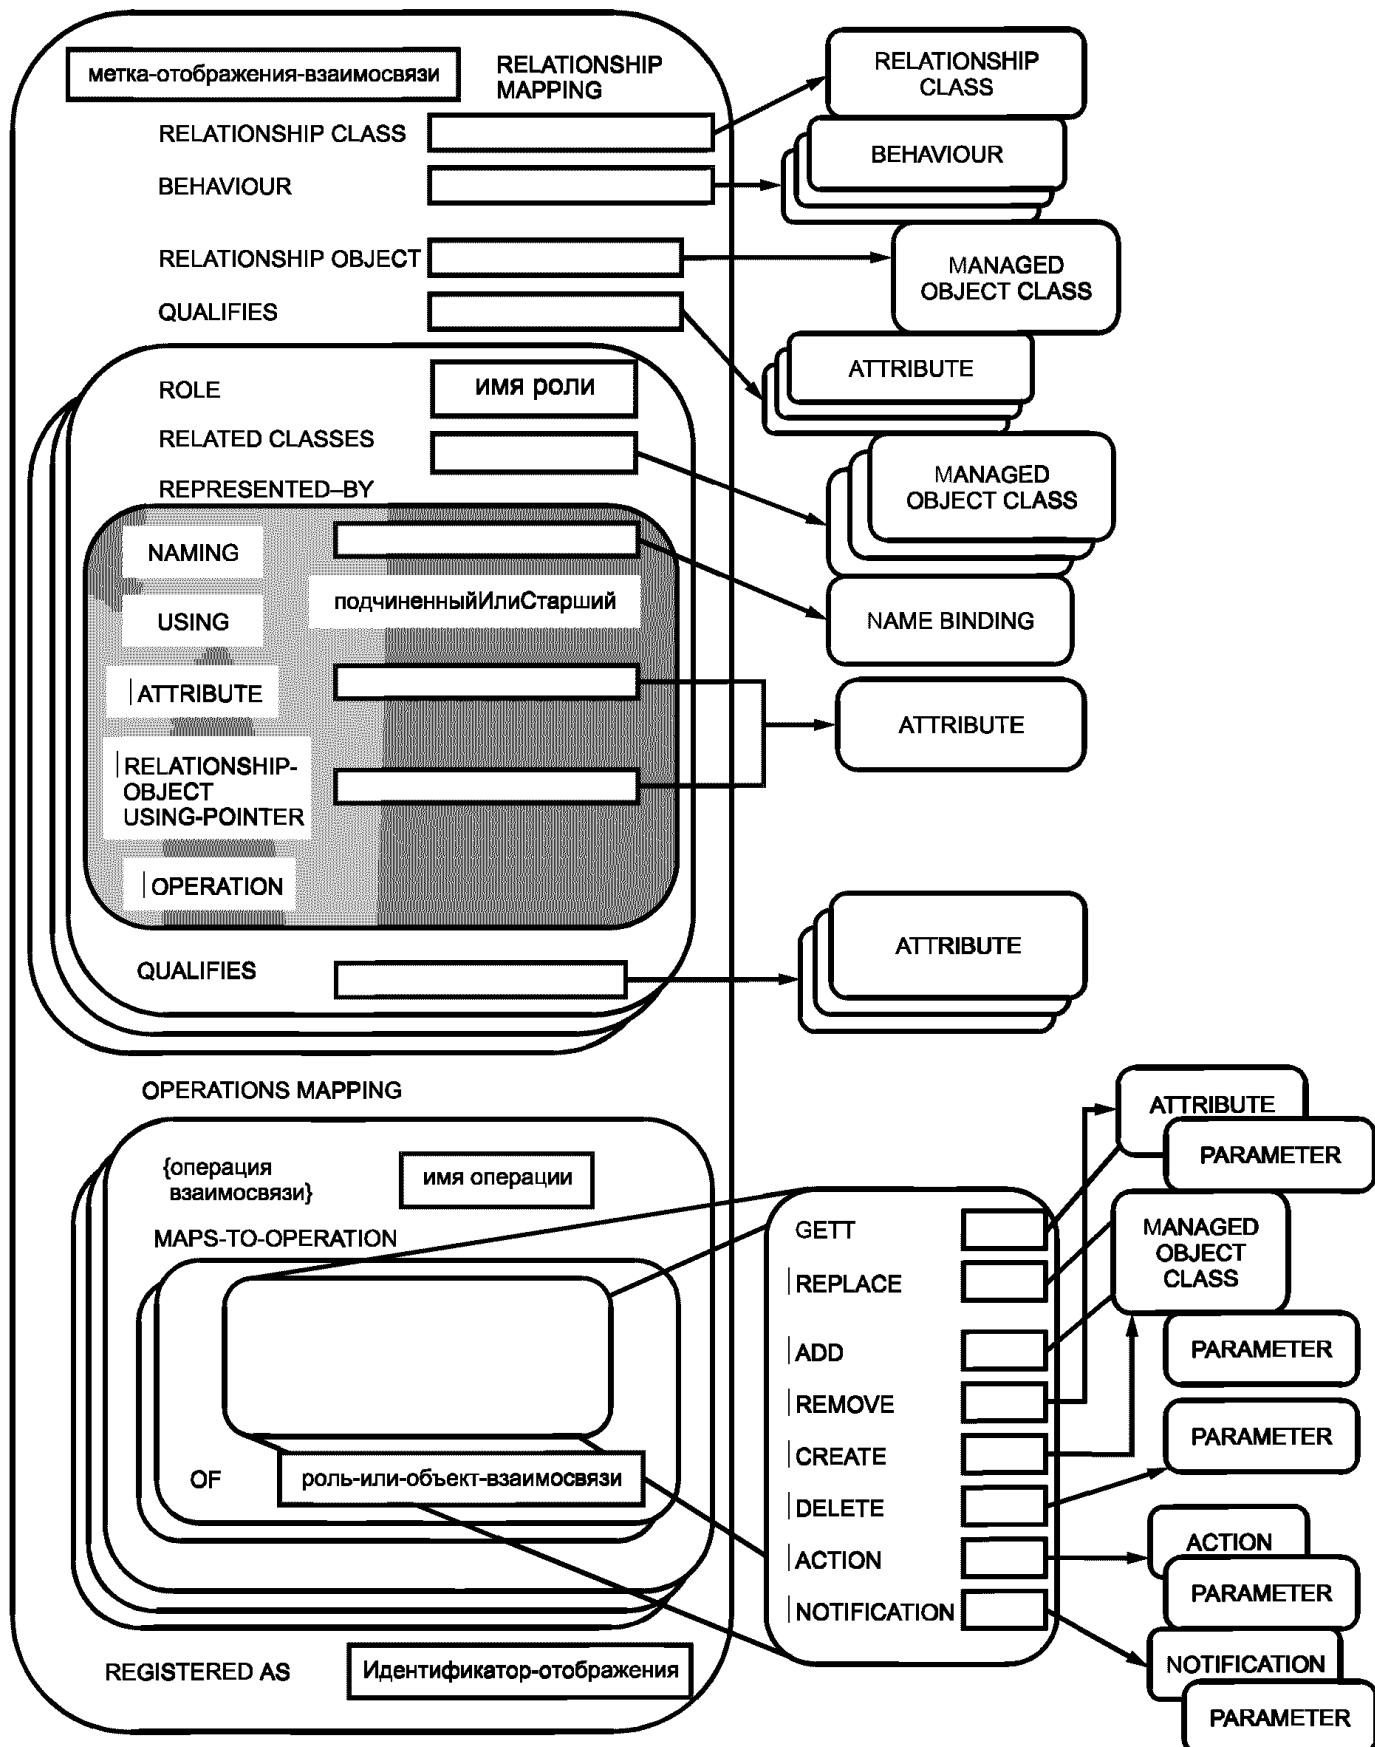 метка-отображения-взаимосвязи
RELATIONSHIP
MAPPING
RELATIONSHIP
CLASS
RELATIONSHIP CLASS
BEHAVIOUR
BEHAVIOUR
RELATIONSHIP OBJECT
MANAGED
OBJECT CLASS
QUALIFIES
ATTRIBUTE
ROLE
имя роли
RELATED CLASSES
MANAGED
OBJECT CLASS
REPRESENTED–BY
NAMING
подчиненныйИлиСтарший
USING
NAME BINDING
|ATTRIBUTE
ATTRIBUTE
|RELATIONSHIP-
OBJECT
USING-POINTER
|OPERATION
QUALIFIES
ATTRIBUTE
OPERATIONS MAPPING
{операция
взаимосвязи}
имя операции
MAPS-TO-OPERATION
OF
роль-или-объект-взаимосвязи
GETT
|REPLACE
|ADD
|REMOVE
|CREATE
|DELETE
|ACTION
|NOTIFICATION
ATTRIBUTE
PARAMETER
MANAGED
OBJECT
CLASS
PARAMETER
PARAMETER
ACTION
PARAMETER
NOTIFICATION
PARAMETER
REGISTERED AS
Идентификатор-отображения